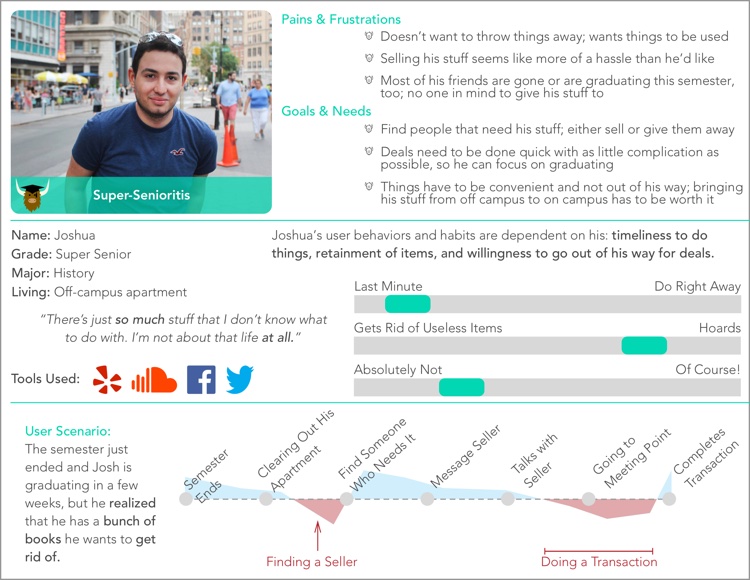 Super-Senioritis
Pains & Frustrations
Doesn't want to throw things away; wants things to be used
Selling his stuff seems like more of a hassle than he'd like
Most of his friends are gone or are graduating this semester,
too; no one in mind to give his stuff to
Goals & Needs
Find people that need his stuff; either sell or give them away
Deals need to be done quick with as little complication as
possible, so he can focus on graduating
Things have to be convenient and not out of his way; bringing
his stuff from off campus to on campus has to be worth it
Name: Joshua
Grade: Super Senior
Major: History
Living: Off-campus apartment
"There's just so much stuff that I don't know what
to do with. I'm not about that life at all."
Tools Used:
Joshua's user behaviors and habits are dependent on his: timeliness to do
things, retainment of items, and willingness to go out of his way for deals.
Last Minute Do Right Away
Gets Rid of Useless Items Hoards
Absolutely Not Of Course!
User Scenario:
The semester just
ended and Josh is
graduating in a few
weeks, but he realized
that he has a bunch of
books he wants to get
rid of.
Semester
Ends
Clearing Out His
Apartment
Find Someone
Who Needs It
Message Seller
Talks with
Seller
Going to
Meeting Point
Completes
Transaction
Finding a Seller
Doing a Transaction